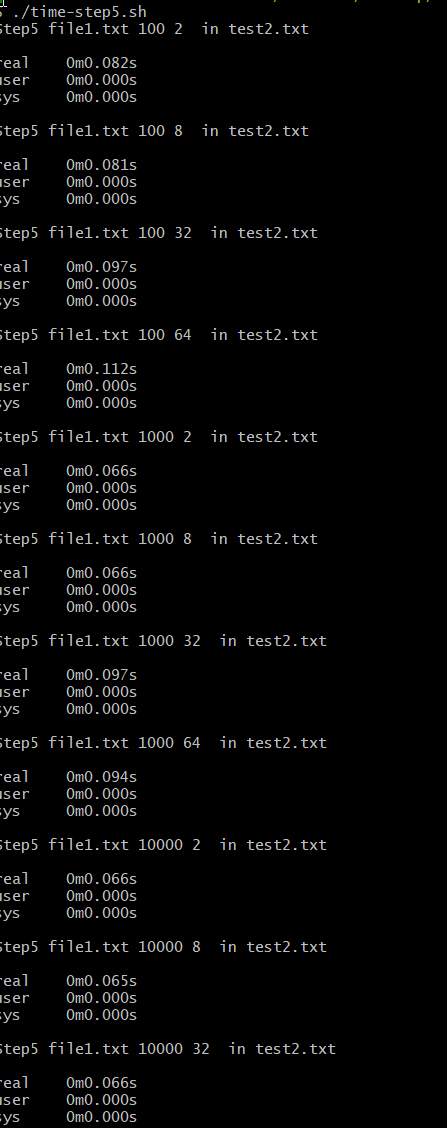 $ ./time-step5.sh
Step5 file1.txt 100 2  in test2.txt

real    0m0.082s
user    0m0.000s
sys     0m0.000s

Step5 file1.txt 100 8  in test2.txt

real    0m0.081s
user    0m0.000s
sys     0m0.000s

Step5 file1.txt 100 32  in test2.txt

real    0m0.097s
user    0m0.000s
sys     0m0.000s

Step5 file1.txt 100 64  in test2.txt

real    0m0.112s
user    0m0.000s
sys     0m0.000s

Step5 file1.txt 1000 2  in test2.txt

real    0m0.066s
user    0m0.000s
sys     0m0.000s

Step5 file1.txt 1000 8  in test2.txt

real    0m0.066s
user    0m0.000s
sys     0m0.000s

Step5 file1.txt 1000 32  in test2.txt

real    0m0.097s
user    0m0.000s
sys     0m0.000s

Step5 file1.txt 1000 64  in test2.txt

real    0m0.094s
user    0m0.000s
sys     0m0.000s

Step5 file1.txt 10000 2  in test2.txt

real    0m0.066s
user    0m0.000s
sys     0m0.000s

Step5 file1.txt 10000 8  in test2.txt

real    0m0.065s
user    0m0.000s
sys     0m0.000s

Step5 file1.txt 10000 32  in test2.txt

real    0m0.066s
user    0m0.000s
sys     0m0.000s